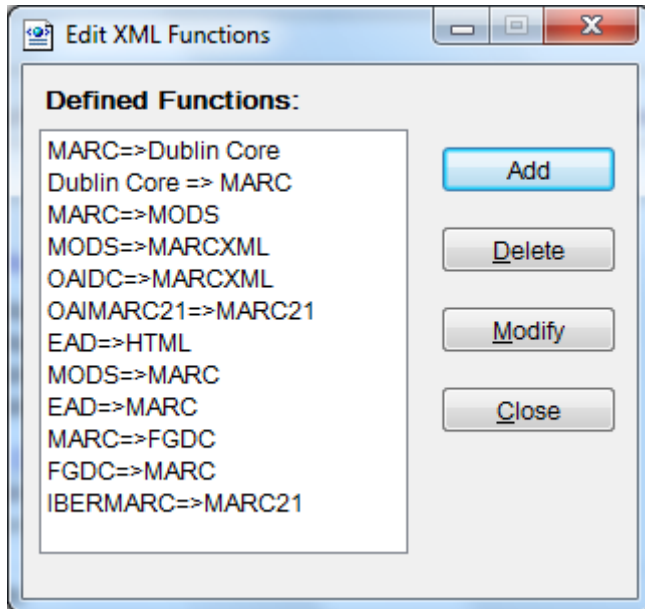 Edit XML Functions
Defined Functions:
MARC=>Dublin Core
Dublin Core => MARC
MARC=>MODS
MODS=>MARCXML
OAIDC=>MARCXML
OAIMARC21=>MARC21
EAD=>HTML
MODS=>MARC
EAD=>MARC
MARC=>FGDC
FGDC=>MARC
IBERMARC=>MARC21
Add
Delete
Modify
Close